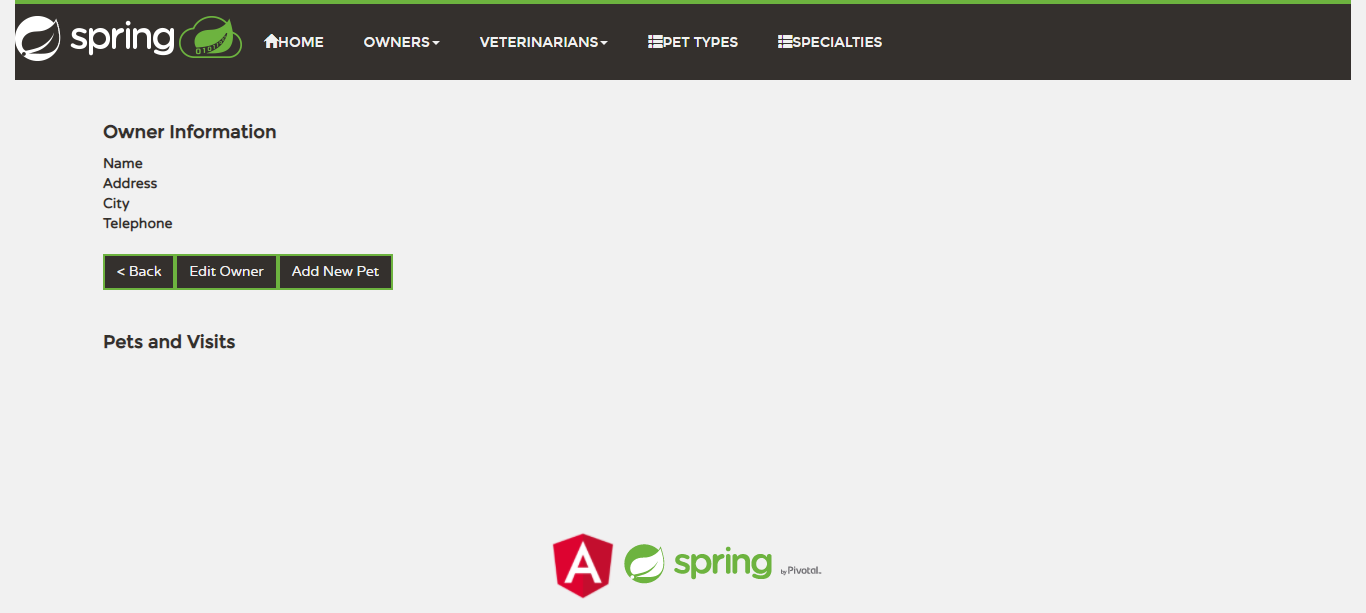 spring HOME OWNERS VETERINARIANS PET TYPES SPECIALTIES
Owner Information
Name
Address
City
Telephone
< Back Edit Owner Add New Pet
Pets and Visits
A spring by Pivotal.